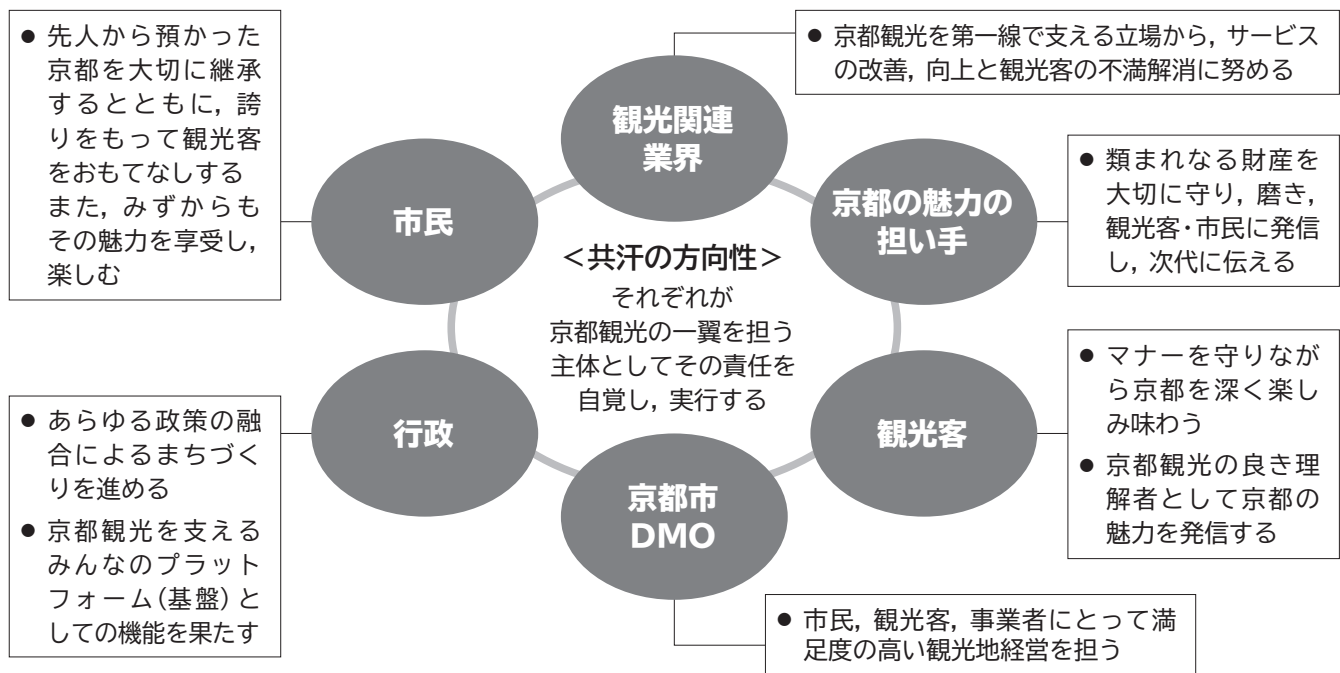 ● 先人から預かった
京都を大切に継承
するとともに, 誇
りをもって観光客
をおもてなしする
また, みずからも
その魅力を享受し,
楽しむ
市民
観光関連
業界
● 京都観光を第一線で支える立場から, サービス
の改善, 向上と観光客の不満解消に努める
京都の魅力の
担い手
● 類まれなる財産を
大切に守り, 磨き,
観光客・市民に発信
し, 次代に伝える
＜共汗の方向性＞
それぞれが
京都観光の一翼を担う
主体としてその責任を
自覚し, 実行する
● あらゆる政策の融
合によるまちづく
りを進める
● 京都観光を支える
みんなのプラット
フォーム(基盤)と
しての機能を果たす
行政
京都市
DMO
● 市民, 観光客, 事業者にとって満
足度の高い観光地経営を担う
観光客
● マナーを守りなが
ら京都を深く楽し
み味わう
● 京都観光の良き理
解者として京都の
魅力を発信する